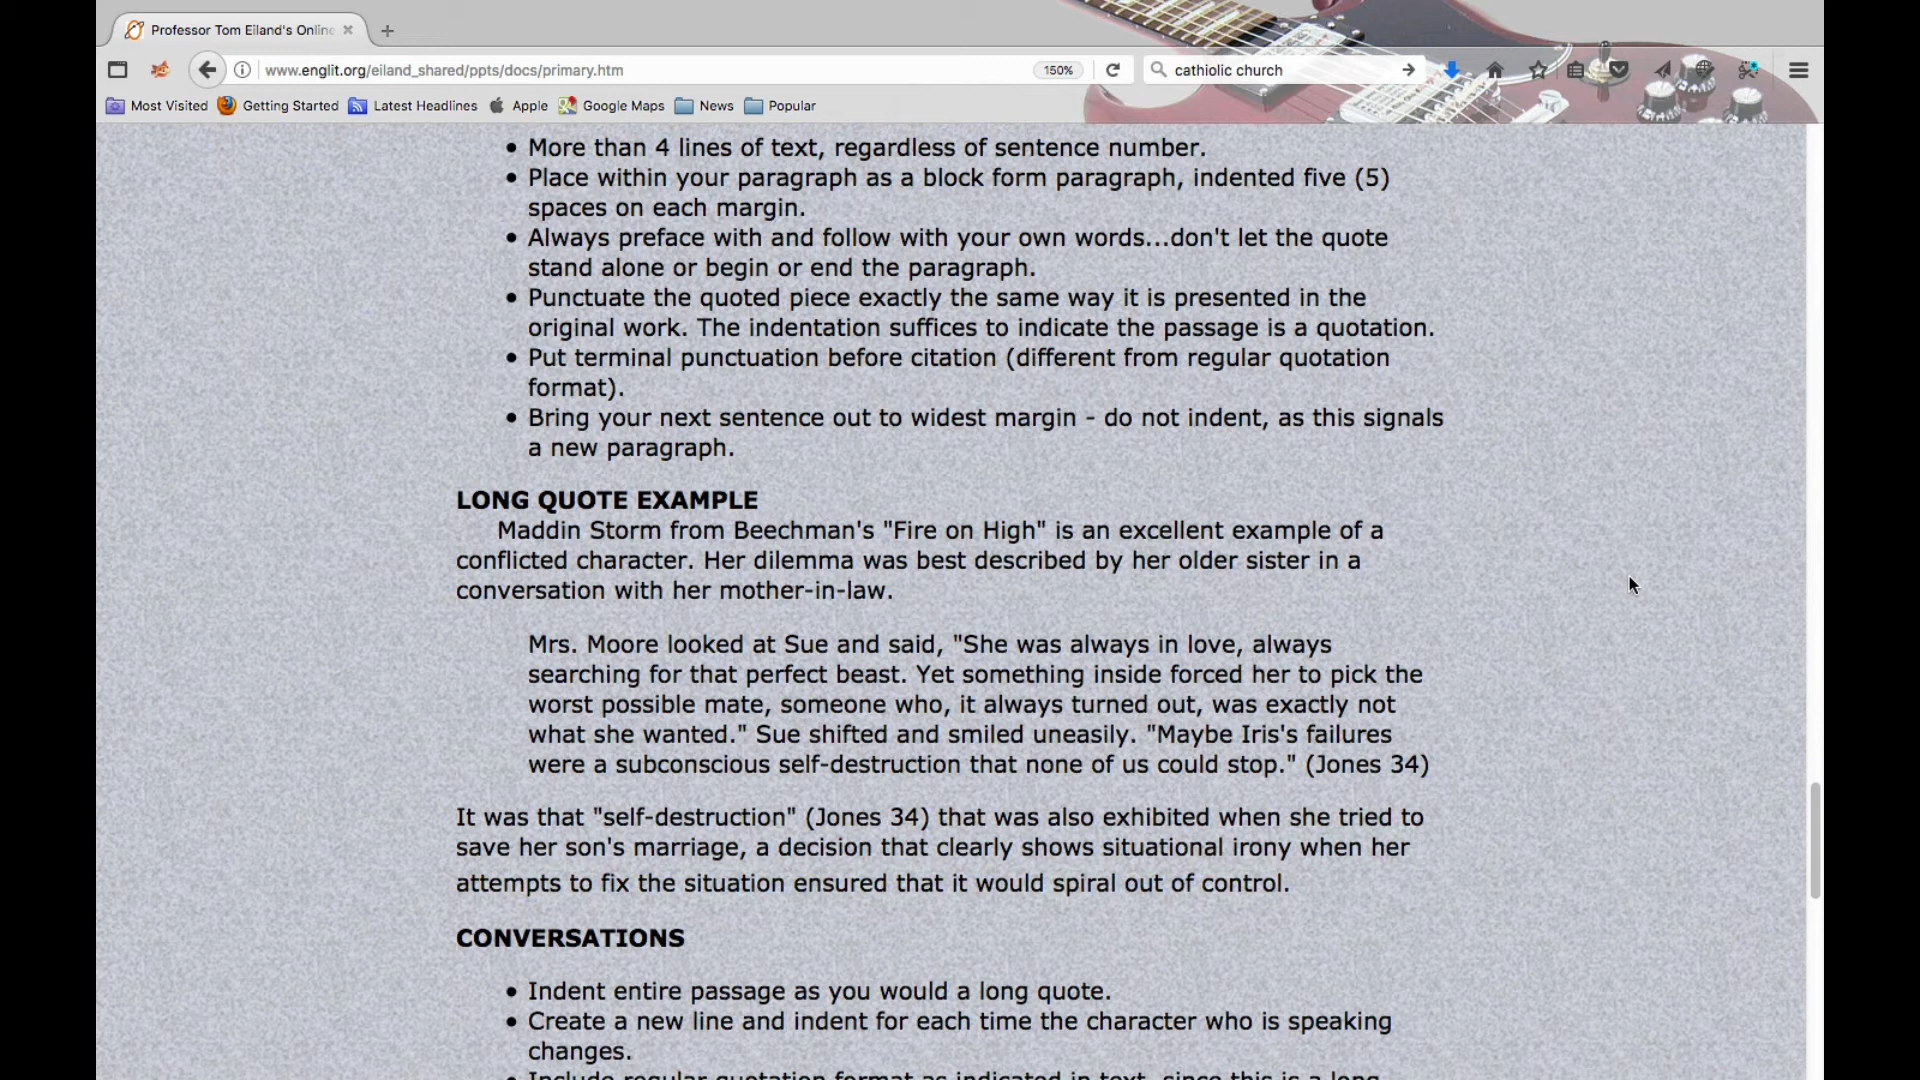 Professor Tom Eiland's Online
www.englit.org/eiland_shared/ppts/docs/primary.htm
150%
cathiolic church
Most Visited
Getting Started
Latest Headlines
Apple
Google Maps
News
Popular
• More than 4 lines of text, regardless of sentence number.
• Place within your paragraph as a block form paragraph, indented five (5)
spaces on each margin.
• Always preface with and follow with your own words...don't let the quote
stand alone or begin or end the paragraph.
• Punctuate the quoted piece exactly the same way it is presented in the
original work. The indentation suffices to indicate the passage is a quotation.
• Put terminal punctuation before citation (different from regular quotation
format).
• Bring your next sentence out to widest margin - do not indent, as this signals
a new paragraph.
LONG QUOTE EXAMPLE
Maddin Storm from Beechman's "Fire on High" is an excellent example of a
conflicted character. Her dilemma was best described by her older sister in a
conversation with her mother-in-law.
Mrs. Moore looked at Sue and said, "She was always in love, always
searching for that perfect beast. Yet something inside forced her to pick the
worst possible mate, someone who, it always turned out, was exactly not
what she wanted." Sue shifted and smiled uneasily. "Maybe Iris's failures
were a subconscious self-destruction that none of us could stop." (Jones 34)
It was that "self-destruction" (Jones 34) that was also exhibited when she tried to
save her son's marriage, a decision that clearly shows situational irony when her
attempts to fix the situation ensured that it would spiral out of control.
CONVERSATIONS
• Indent entire passage as you would a long quote.
• Create a new line and indent for each time the character who is speaking
changes.
• Include regular quotation format as indicated in text, since this is a long